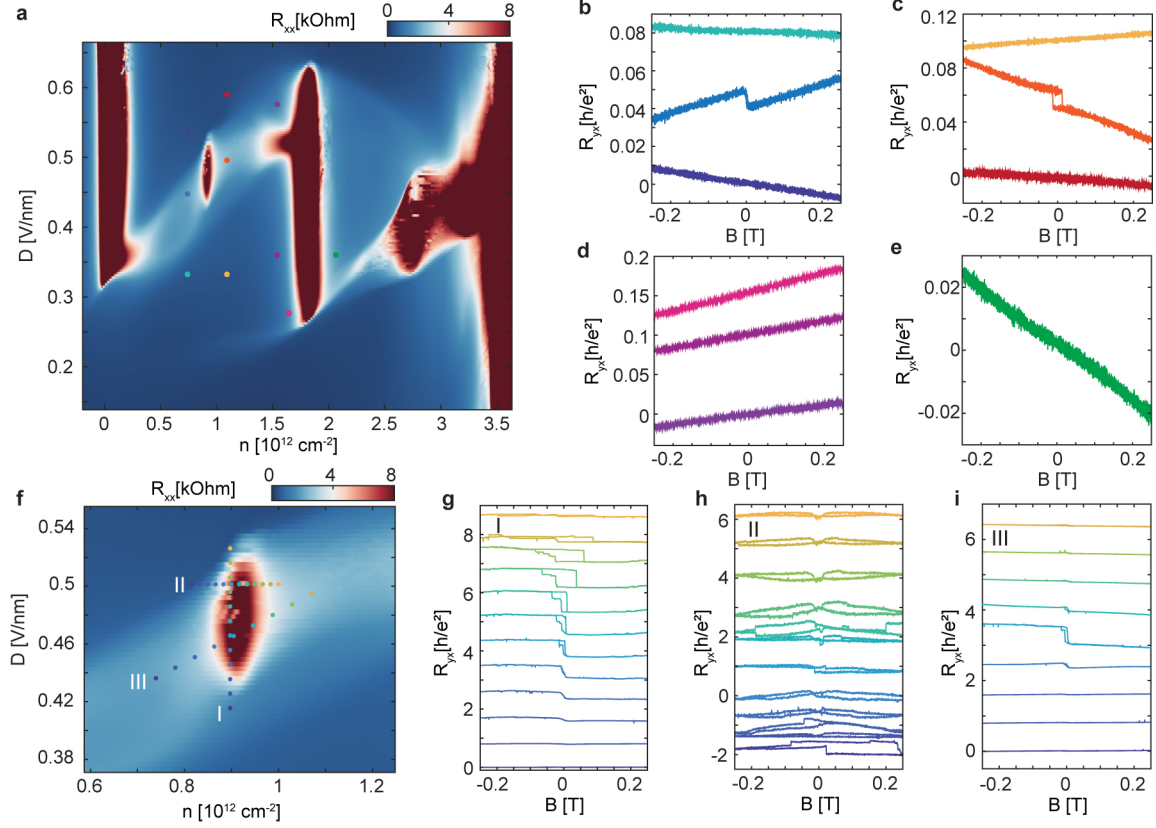 a
R_xx[kOhm]
0 4 8
D [V/nm]
0.6
0.5
0.4
0.3
0.2
0 0.5 1 1.5 2 2.5 3 3.5
n [10¹² cm⁻²]
b
R_yx[h/e²]
0.08
0.04
0
-0.2 0 0.2
B [T]
c
R_yx[h/e²]
0.12
0.08
0.04
0
-0.2 0 0.2
B [T]
d
R_yx[h/e²]
0.2
0.15
0.1
0.05
0
-0.2 0 0.2
B [T]
e
R_yx[h/e²]
0.02
0
-0.02
-0.2 0 0.2
B [T]
f
R_xx[kOhm]
0 4 8
D [V/nm]
0.54
0.5
0.46
0.42
0.38
II
III
I
0.6 0.8 1
n [10¹² cm⁻²]
g
I
R_yx[h/e²]
8
6
4
2
0
-0.2 0 0.2
B [T]
h
II
R_yx[h/e²]
6
4
2
0
-2
-0.2 0 0.2
B [T]
i
III
R_yx[h/e²]
6
4
2
0
-0.2 0 0.2
B [T]